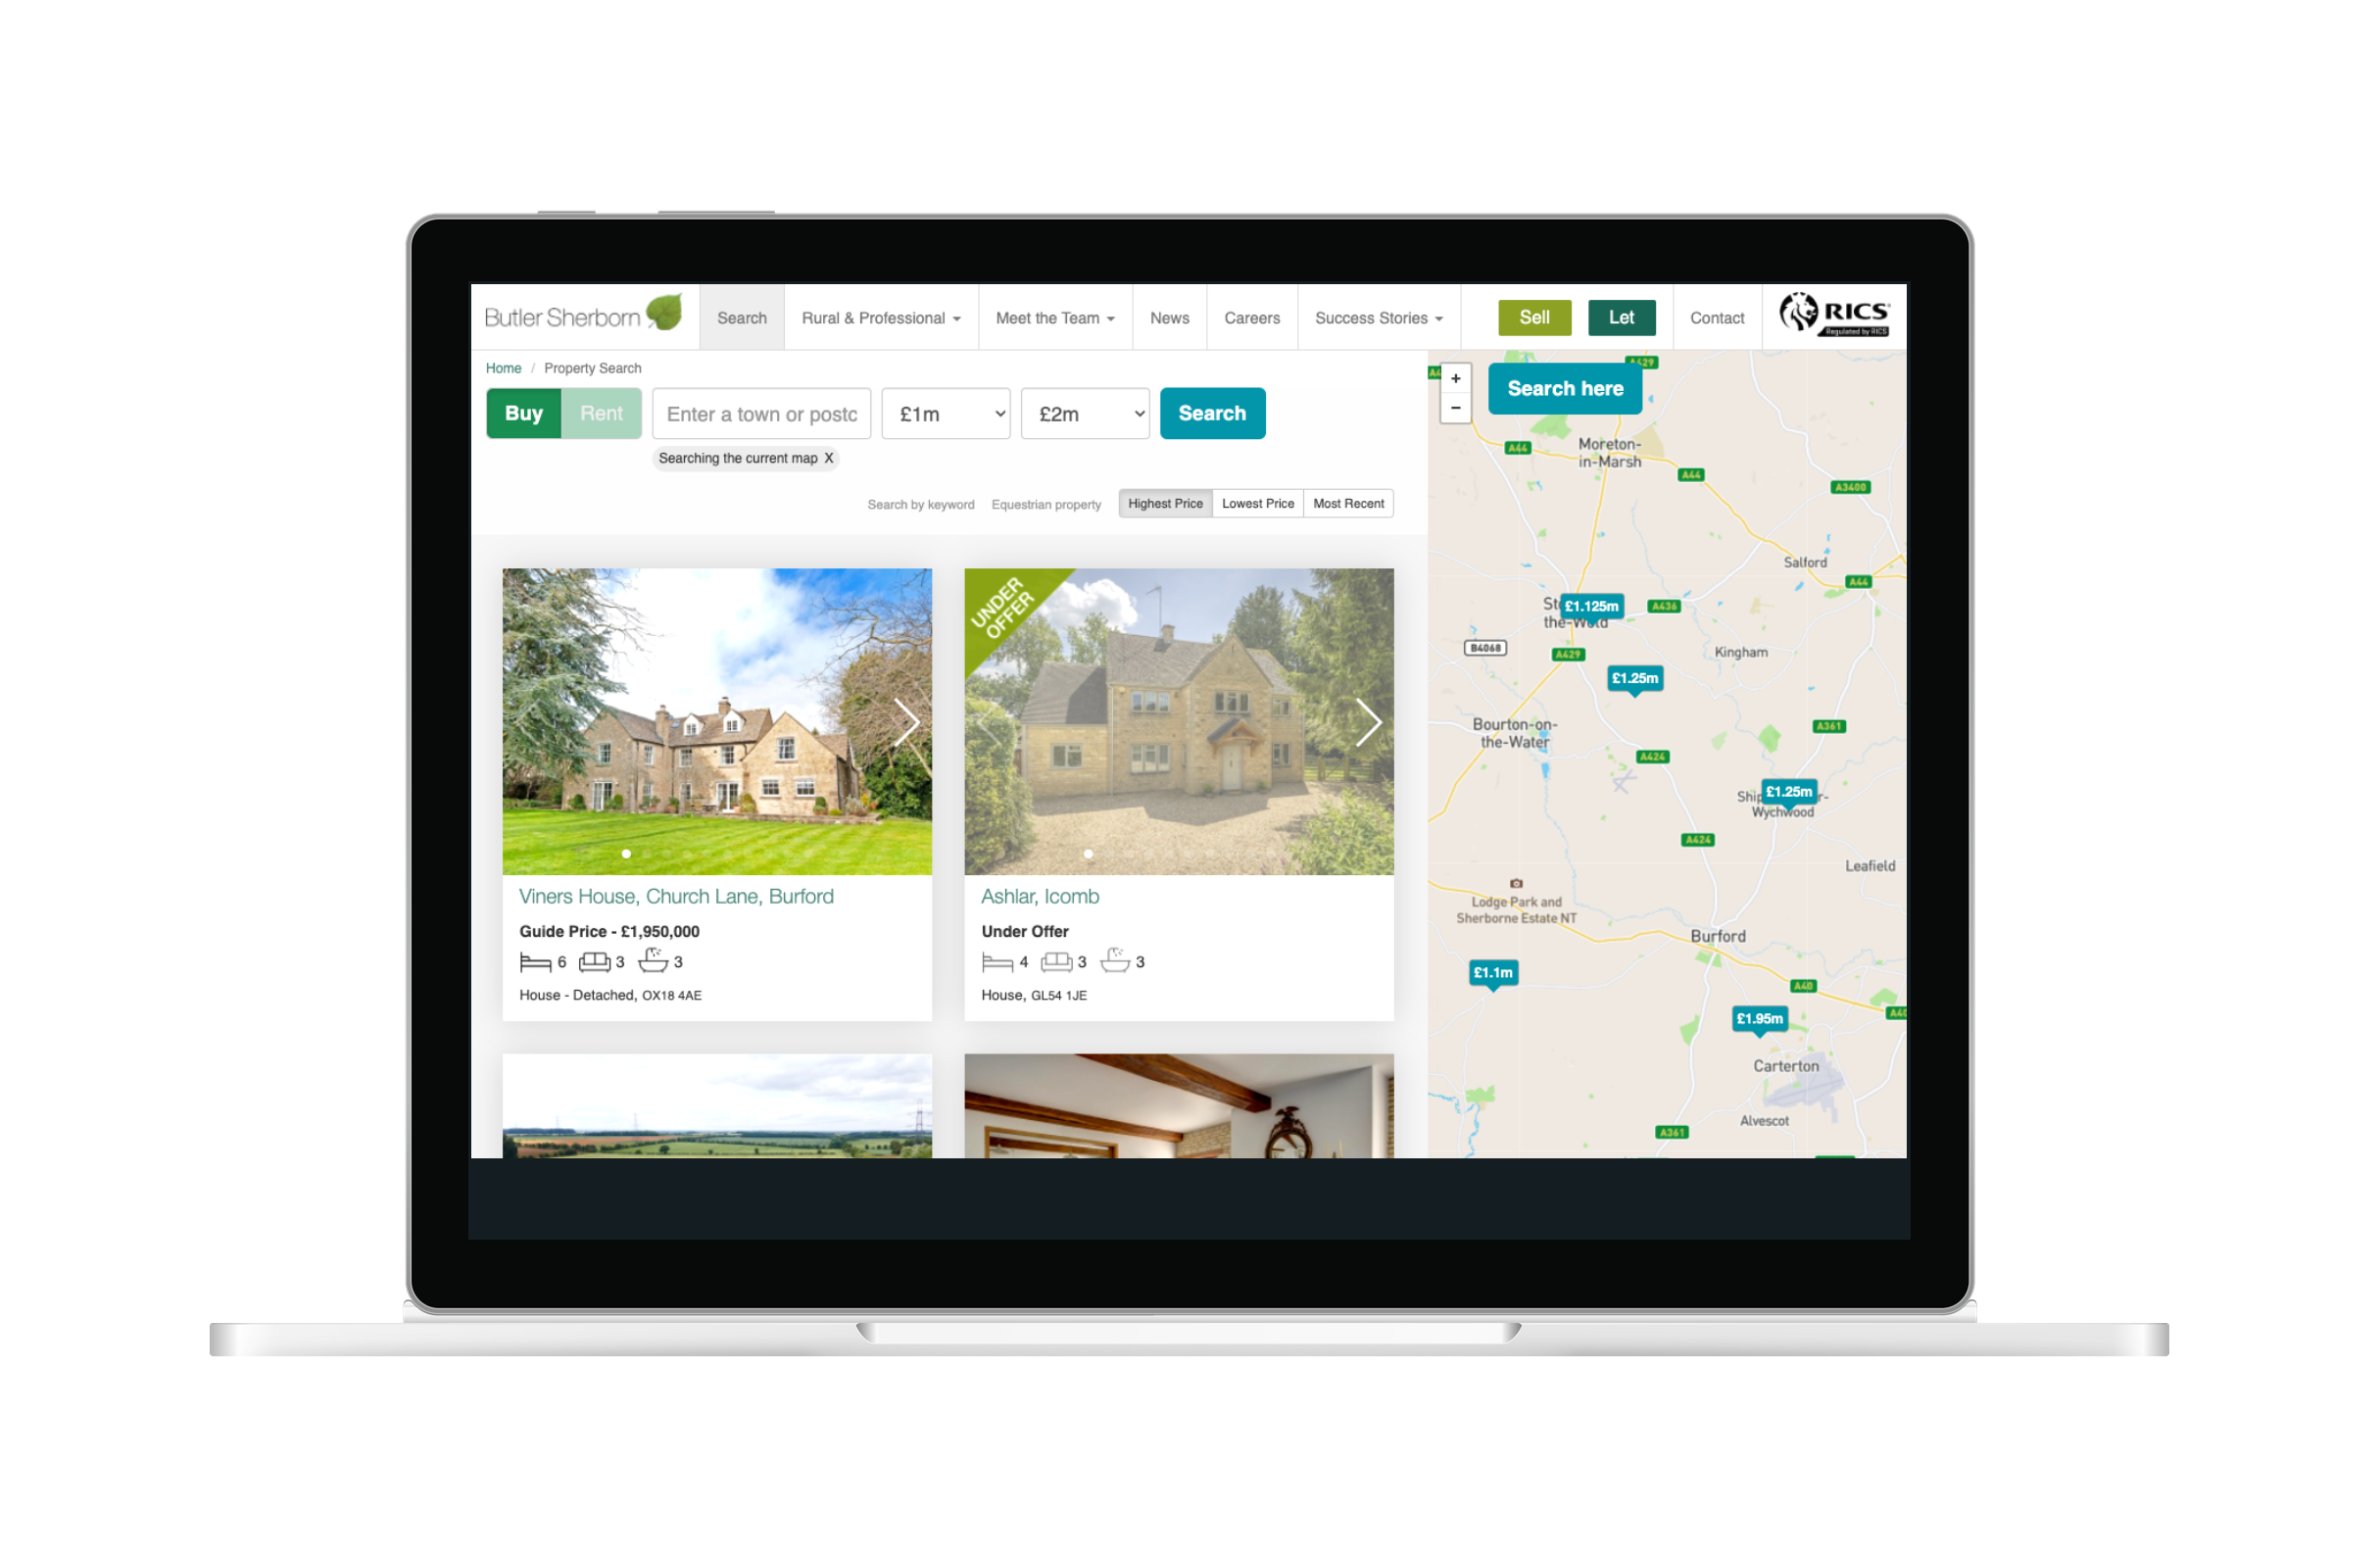 Butler Sherborn
Search
Rural & Professional
Meet the Team
News
Careers
Success Stories
Sell
Let
Contact
RICS
Regulated by RICS
Home / Property Search
Buy
Rent
Enter a town or postc
£1m
£2m
Search
Searching the current map X
Search by keyword
Equestrian property
Highest Price
Lowest Price
Most Recent
Viners House, Church Lane, Burford
Guide Price - £1,950,000
6 3 3
House - Detached, OX18 4AE
UNDER
OFFER
Ashlar, Icomb
Under Offer
4 3 3
House, GL54 1JE
+
−
Search here
A429
A44
Moreton-
in-Marsh
A44
A3400
Salford
A44
£1.125m
A436
the-Wold
B4068
A429
Kingham
£1.25m
Bourton-on-
the-Water
A361
A424
£1.25m
Wychwood
A424
Leafield
Lodge Park and
Sherborne Estate NT
Burford
£1.1m
A40
£1.95m
Carterton
Alvescot
A361